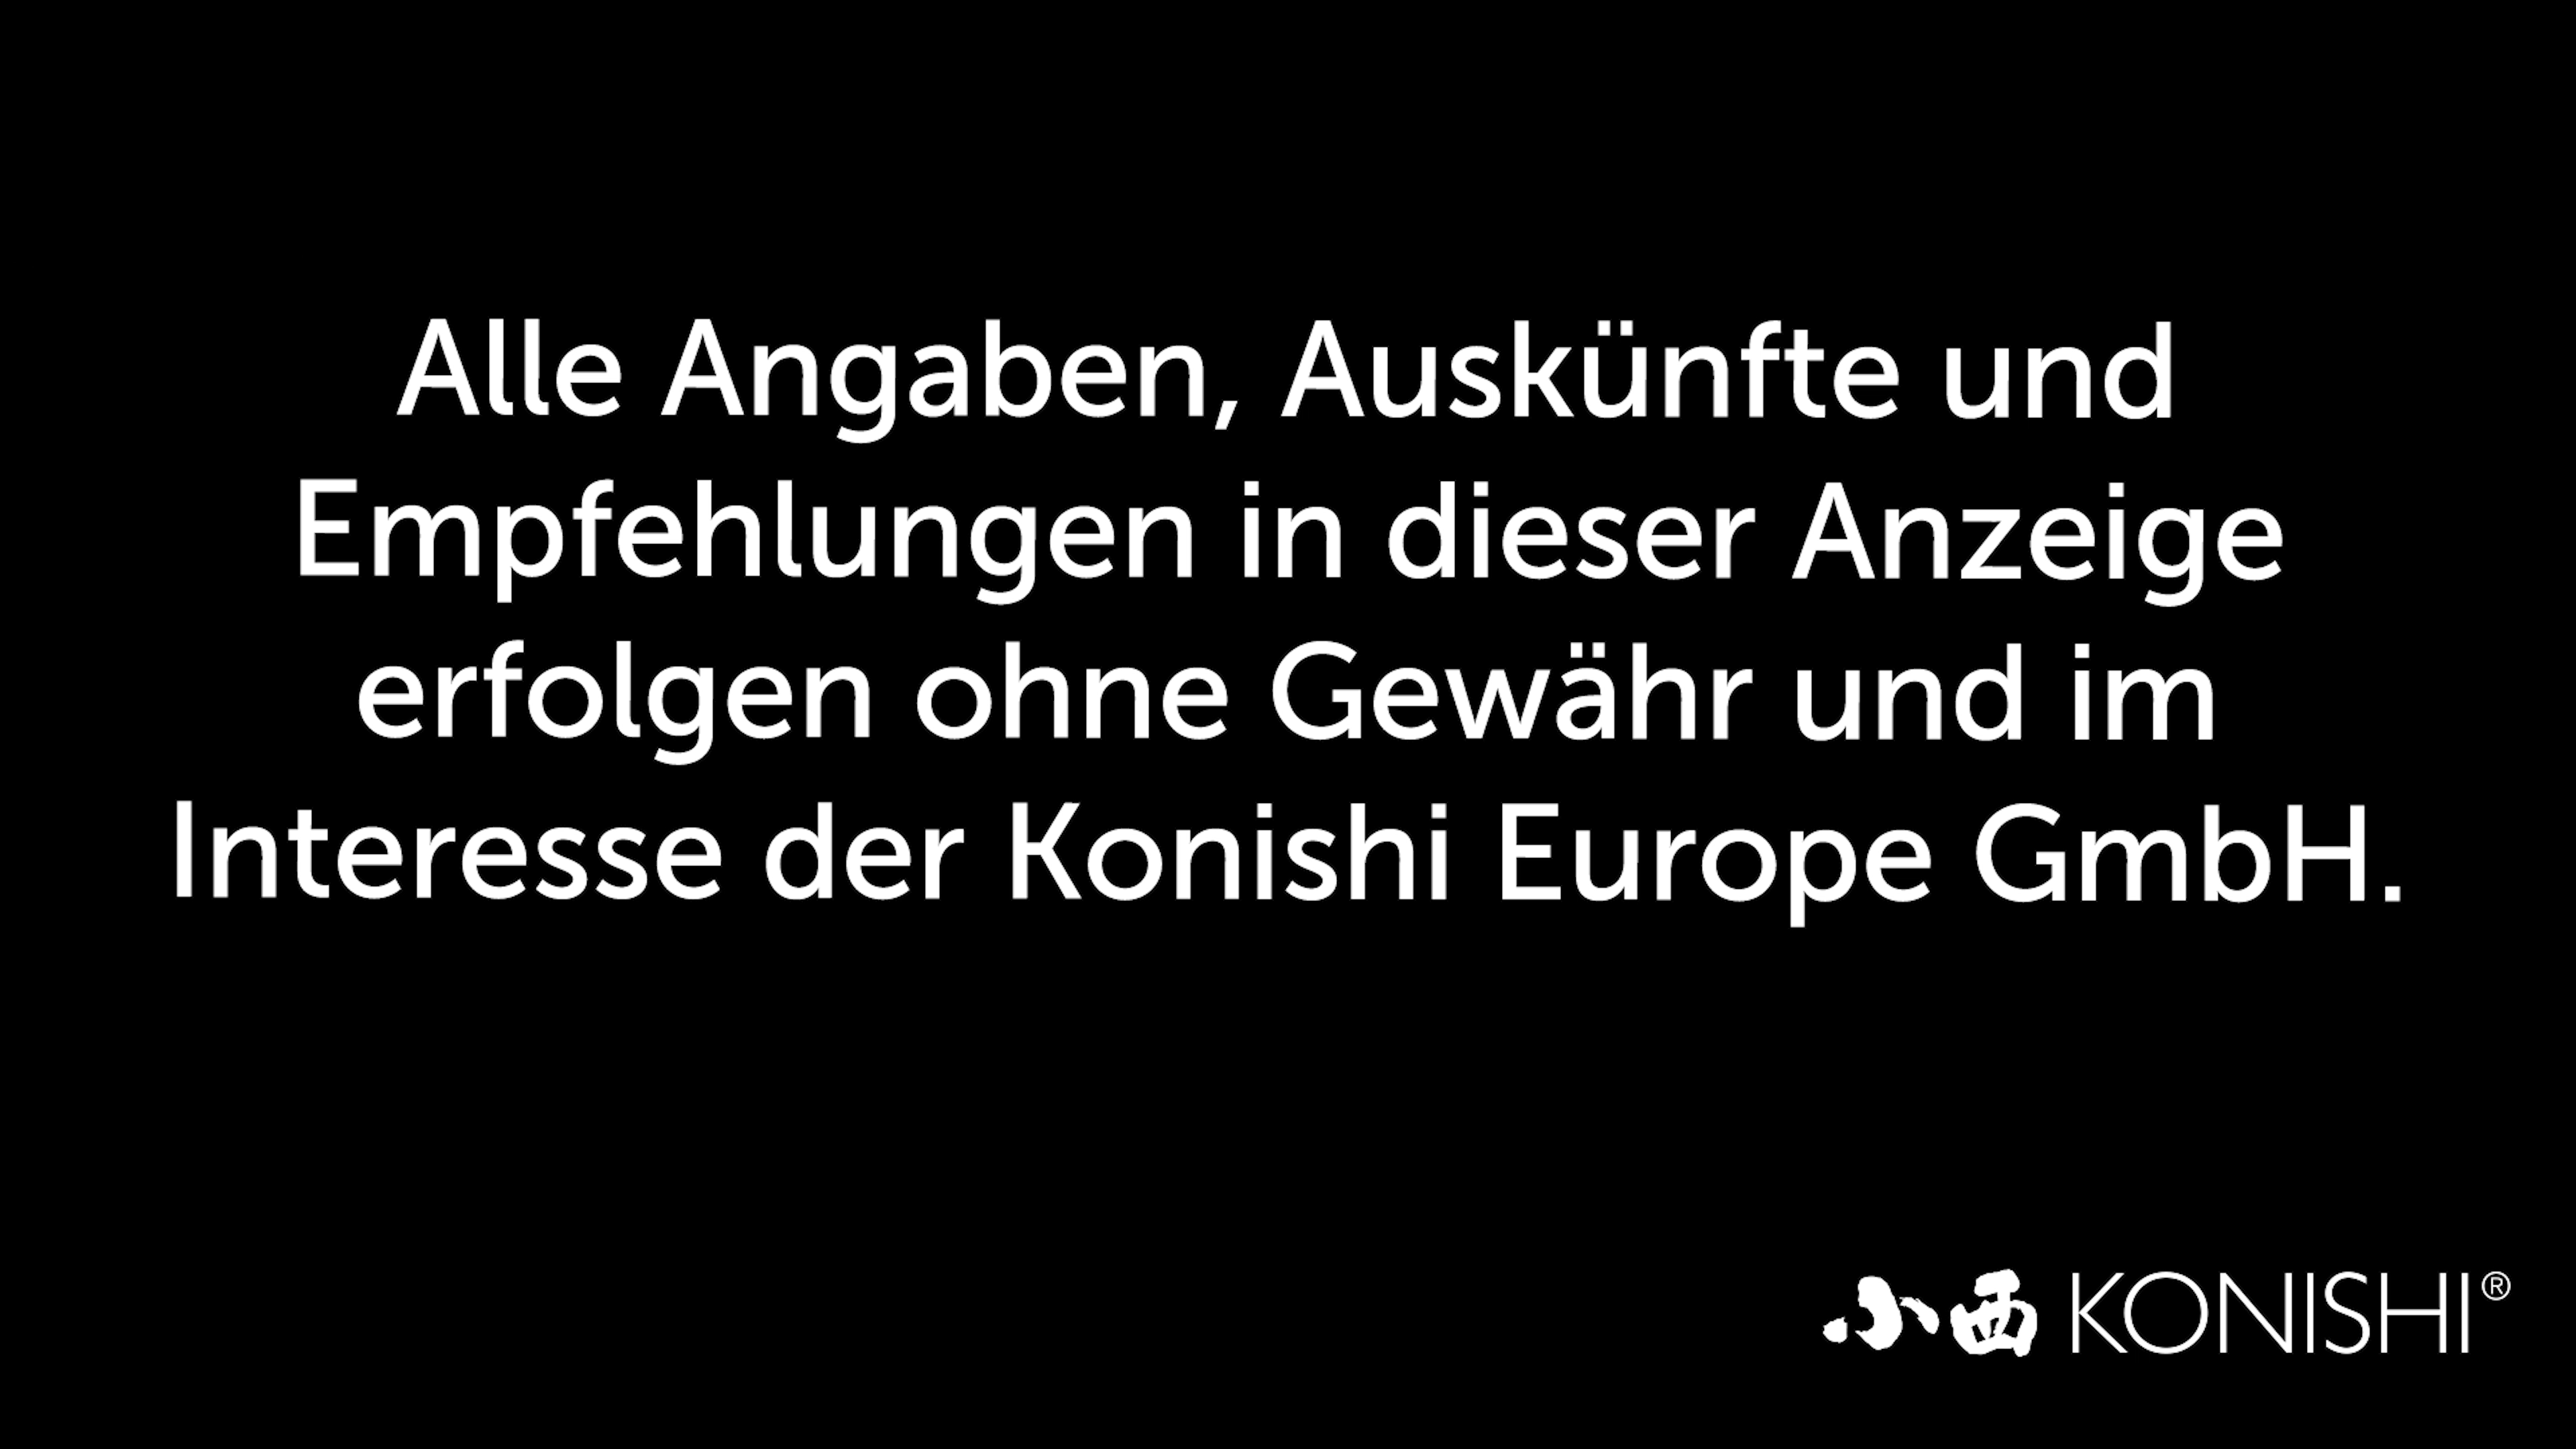 Alle Angaben, Auskünfte und
Empfehlungen in dieser Anzeige
erfolgen ohne Gewähr und im
Interesse der Konishi Europe GmbH.
小西 KONISHI®